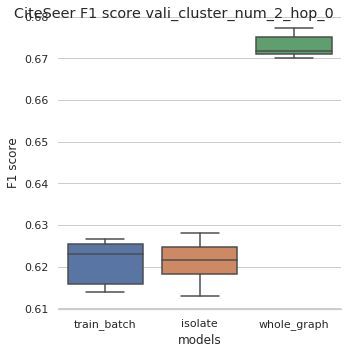 CiteSeer F1 score vali_cluster_num_2_hop_0
0.68
0.67
0.66
0.65
0.64
0.63
0.62
0.61
F1 score
train_batch
isolate
whole_graph
models